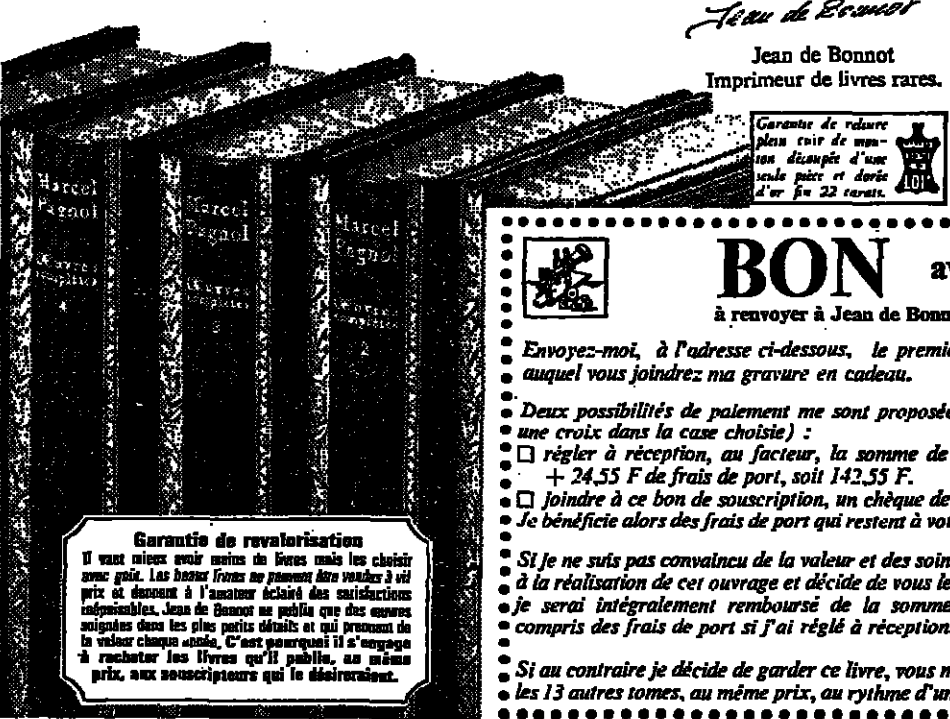 Jean de Bonnot
Jean de Bonnot
Imprimeur de livres rares.
Garantie de reliure
plein cuir de mou-
ton découpée d'une
seule pièce et dorée
d'or fin 22 carats.
Marcel
Pagnol
Marcel
Pagnol
Marcel
Pagnol
2
BON av
à renvoyer à Jean de Bonn
Envoyez-moi, à l'adresse ci-dessous, le premie
auquel vous joindrez ma gravure en cadeau.
Deux possibilités de paiement me sont proposée
une croix dans la case choisie) :
☐ régler à réception, au facteur, la somme de
+ 24,55 F de frais de port, soit 142,55 F.
☐ joindre à ce bon de souscription, un chèque de
Je bénéficie alors des frais de port qui restent à vot
Si je ne suis pas convaincu de la valeur et des soin
à la réalisation de cet ouvrage et décide de vous le
je serai intégralement remboursé de la somme
compris des frais de port si j'ai réglé à réception
Si au contraire je décide de garder ce livre, vous n
les 13 autres tomes, au même prix, au rythme d'un
Garantie de revalorisation
Il vaut mieux avoir moins de livres mais les choisir
avec goût. Les beaux livres ne peuvent être vendus à vil
prix et donnent à l'amateur éclairé des satisfactions
inépuisables. Jean de Bonnot ne publie que des œuvres
soignées dans les plus petits détails et qui prennent de
la valeur chaque année. C'est pourquoi il s'engage
à racheter les livres qu'il publie, au même
prix, aux souscripteurs qui le désireraient.